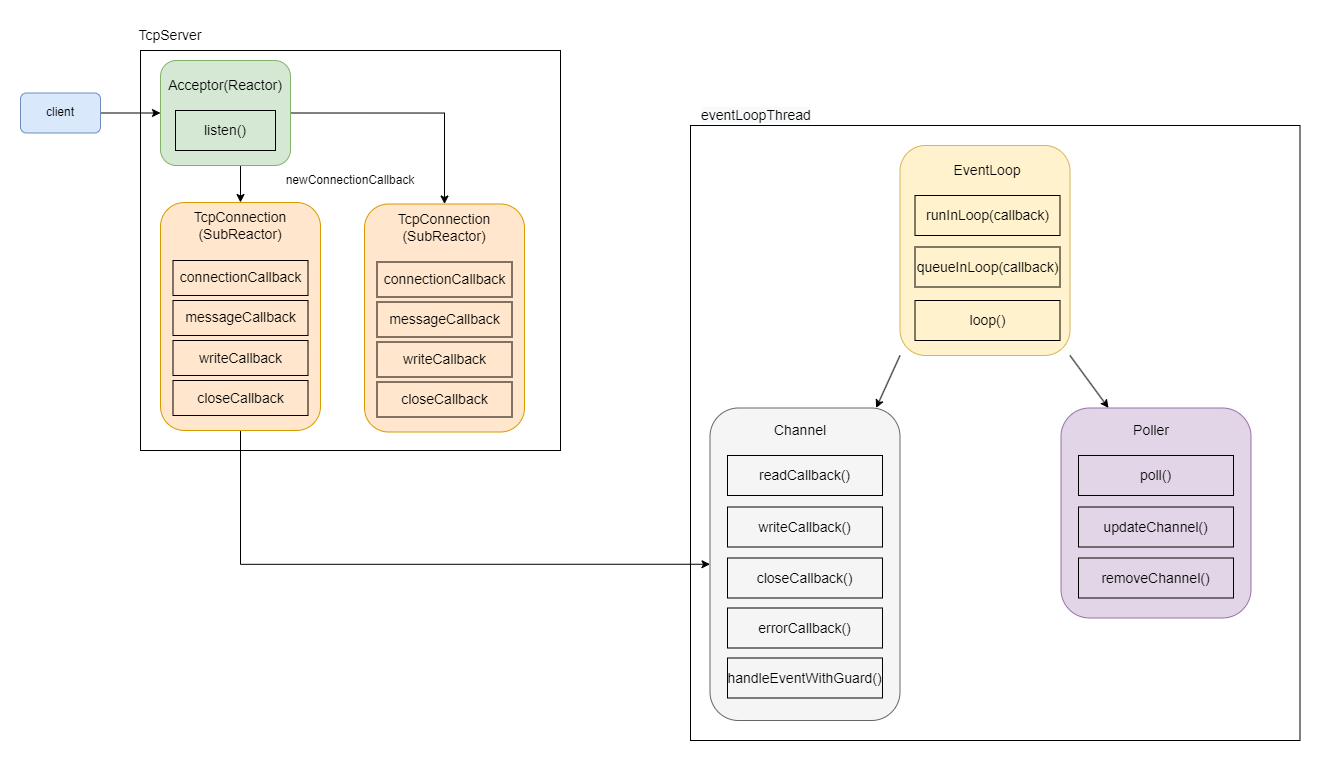 TcpServer
Acceptor(Reactor)
client
listen()
newConnectionCallback
TcpConnection
(SubReactor)
connectionCallback
messageCallback
writeCallback
closeCallback
TcpConnection
(SubReactor)
connectionCallback
messageCallback
writeCallback
closeCallback
eventLoopThread
EventLoop
runInLoop(callback)
queueInLoop(callback)
loop()
Channel
readCallback()
writeCallback()
closeCallback()
errorCallback()
handleEventWithGuard()
Poller
poll()
updateChannel()
removeChannel()